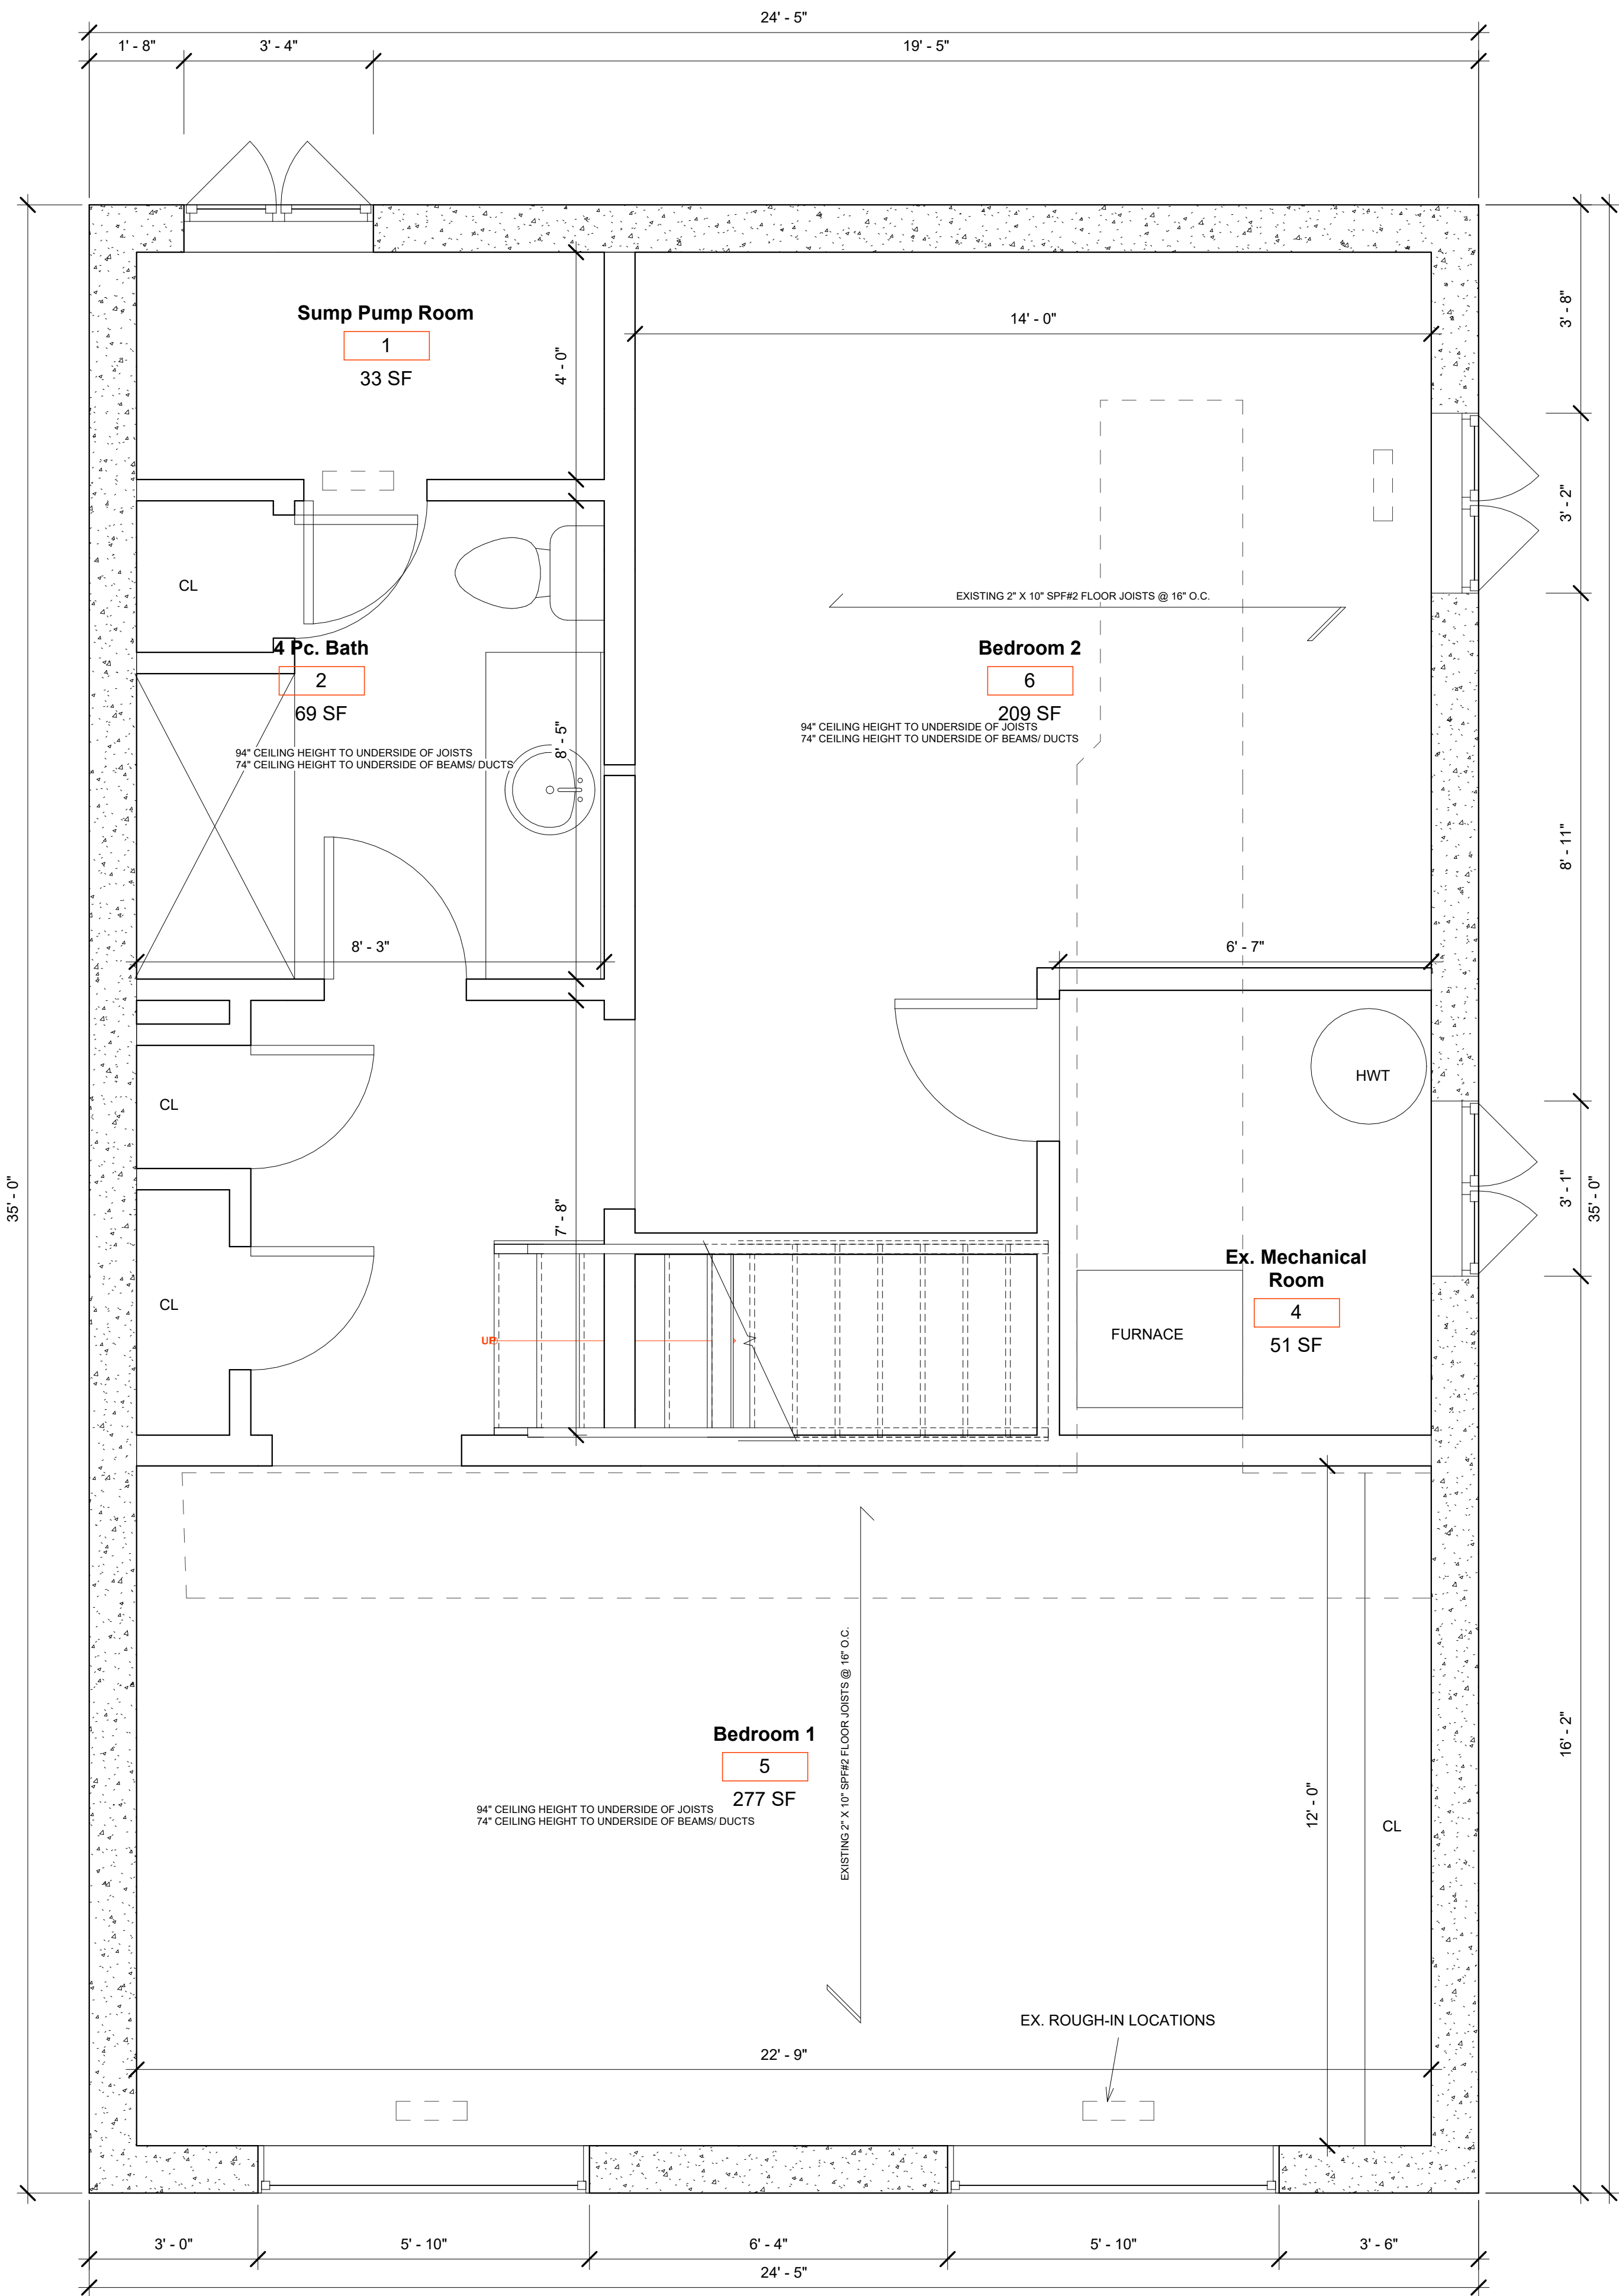 24' - 5"
1' - 8"
3' - 4"
19' - 5"
Sump Pump Room
1
33 SF
4' - 0"
14' - 0"
3' - 8"
3' - 2"
CL
EXISTING 2" X 10" SPF#2 FLOOR JOISTS @ 16" O.C.
4 Pc. Bath
2
69 SF
94" CEILING HEIGHT TO UNDERSIDE OF JOISTS
74" CEILING HEIGHT TO UNDERSIDE OF BEAMS/ DUCTS
8' - 5"
Bedroom 2
6
209 SF
94" CEILING HEIGHT TO UNDERSIDE OF JOISTS
74" CEILING HEIGHT TO UNDERSIDE OF BEAMS/ DUCTS
8' - 11"
8' - 3"
6' - 7"
HWT
CL
35' - 0"
7' - 8"
3' - 1"
35' - 0"
CL
UP
Ex. Mechanical
Room
4
51 SF
FURNACE
Bedroom 1
5
277 SF
94" CEILING HEIGHT TO UNDERSIDE OF JOISTS
74" CEILING HEIGHT TO UNDERSIDE OF BEAMS/ DUCTS
EXISTING 2" X 10" SPF#2 FLOOR JOISTS @ 16" O.C.
12' - 0"
CL
16' - 2"
EX. ROUGH-IN LOCATIONS
22' - 9"
3' - 0"
5' - 10"
6' - 4"
5' - 10"
3' - 6"
24' - 5"